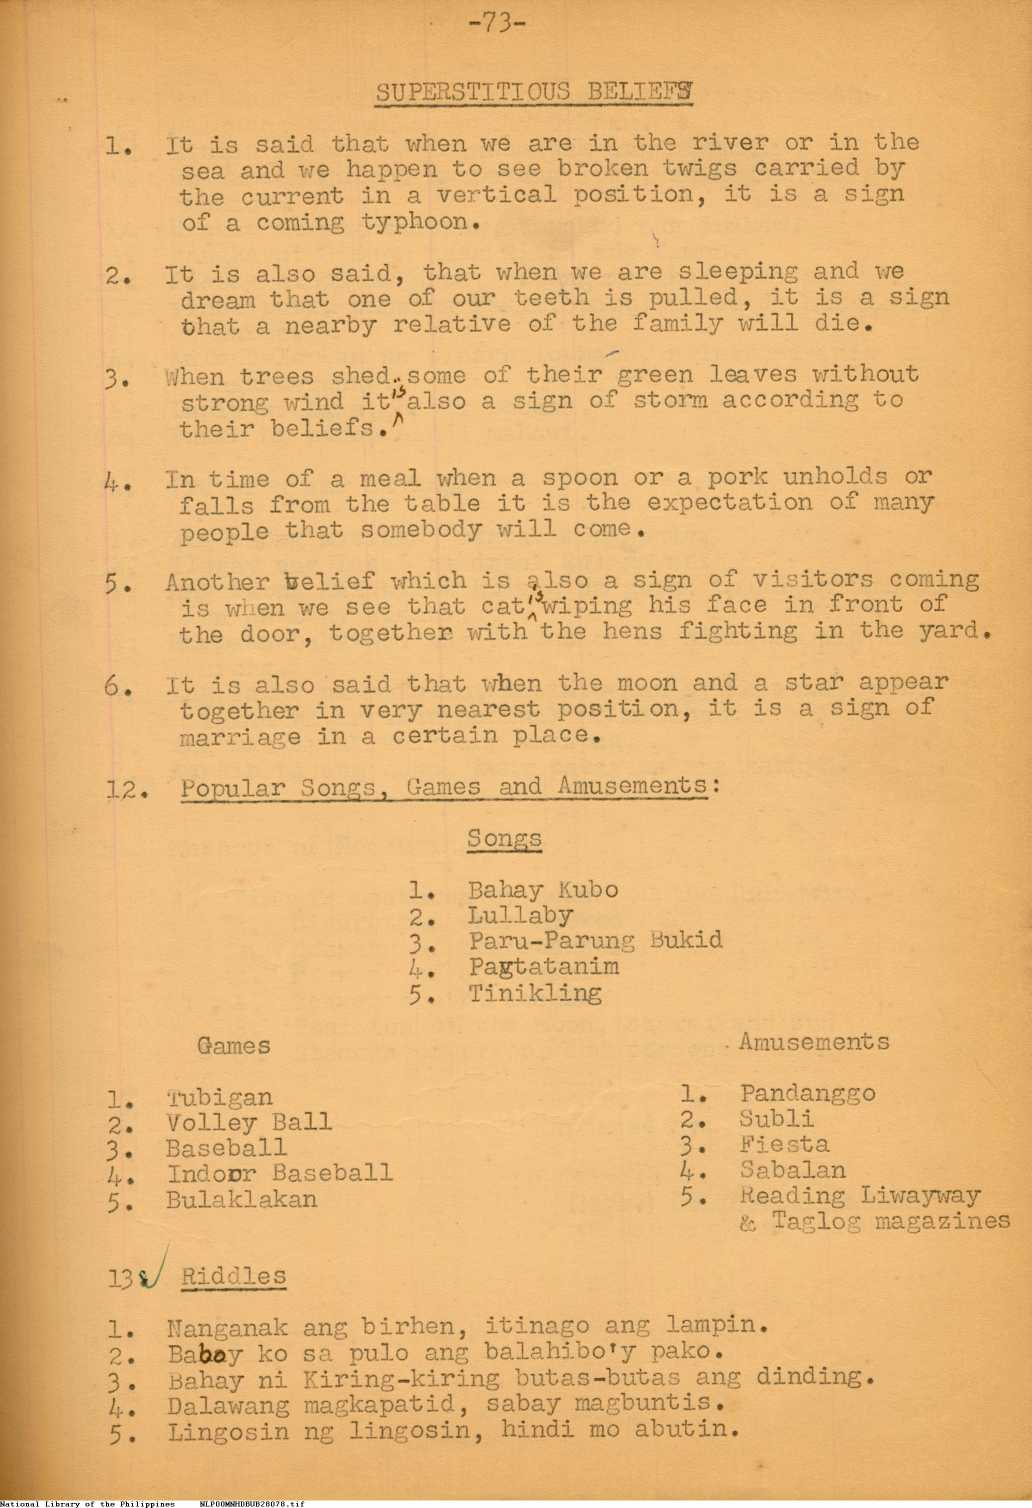 -73-
SUPERSTITIOUS BELIEFS
1. It is said that when we are in the river or in the
sea and we happen to see broken twigs carried by
the current in a vertical position, it is a sign
of a coming typhoon.
2. It is also said, that when we are sleeping and we
dream that one of our teeth is pulled, it is a sign
that a nearby relative of the family will die.
3. When trees shed some of their green leaves without
strong wind it is also a sign of storm according to
their beliefs.
4. In time of a meal when a spoon or a pork unholds or
falls from the table it is the expectation of many
people that somebody will come.
5. Another belief which is also a sign of visitors coming
is when we see that cat is wiping his face in front of
the door, together with the hens fighting in the yard.
6. It is also said that when the moon and a star appear
together in very nearest position, it is a sign of
marriage in a certain place.
12. Popular Songs, Games and Amusements:
Songs
1. Bahay Kubo
2. Lullaby
3. Paru-Parung Bukid
4. Pagtatanim
5. Tinikling
Games
1. Tubigan
2. Volley Ball
3. Baseball
4. Indoor Baseball
5. Bulaklakan
Amusements
1. Pandanggo
2. Subli
3. Fiesta
4. Sabalan
5. Reading Liwayway
& Taglog magazines
13. Riddles
1. Nanganak ang birhen, itinago ang lampin.
2. Baboy ko sa pulo ang balahibo'y pako.
3. Bahay ni Kiring-kiring butas-butas ang dinding.
4. Dalawang magkapatid, sabay magbuntis.
5. Lingosin ng lingosin, hindi mo abutin.
National Library of the Philippines NLP00MNHDBUB28078.tif